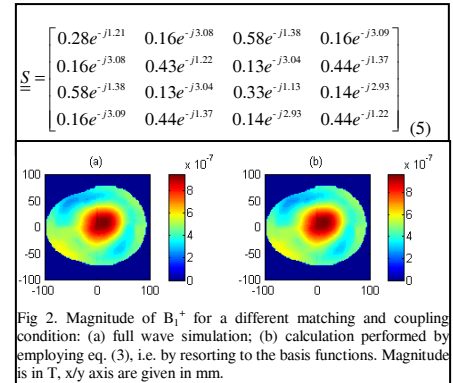 S = [ 0.28e^{-j1.21} 0.16e^{-j3.08} 0.58e^{-j1.38} 0.16e^{-j3.09}
0.16e^{-j3.08} 0.43e^{-j1.22} 0.13e^{-j3.04} 0.44e^{-j1.37}
0.58e^{-j1.38} 0.13e^{-j3.04} 0.33e^{-j1.13} 0.14e^{-j2.93}
0.16e^{-j3.09} 0.44e^{-j1.37} 0.14e^{-j2.93} 0.44e^{-j1.22} ] (5)
(a) x 10^{-7} (b) x 10^{-7}
100 8 100 8
50 6 50 6
0 4 0 4
-50 2 -50 2
-100 0 -100 0
-100 0 100 -100 0 100
Fig 2. Magnitude of B₁⁺ for a different matching and coupling
condition: (a) full wave simulation; (b) calculation performed by
employing eq. (3), i.e. by resorting to the basis functions. Magnitude
is in T, x/y axis are given in mm.